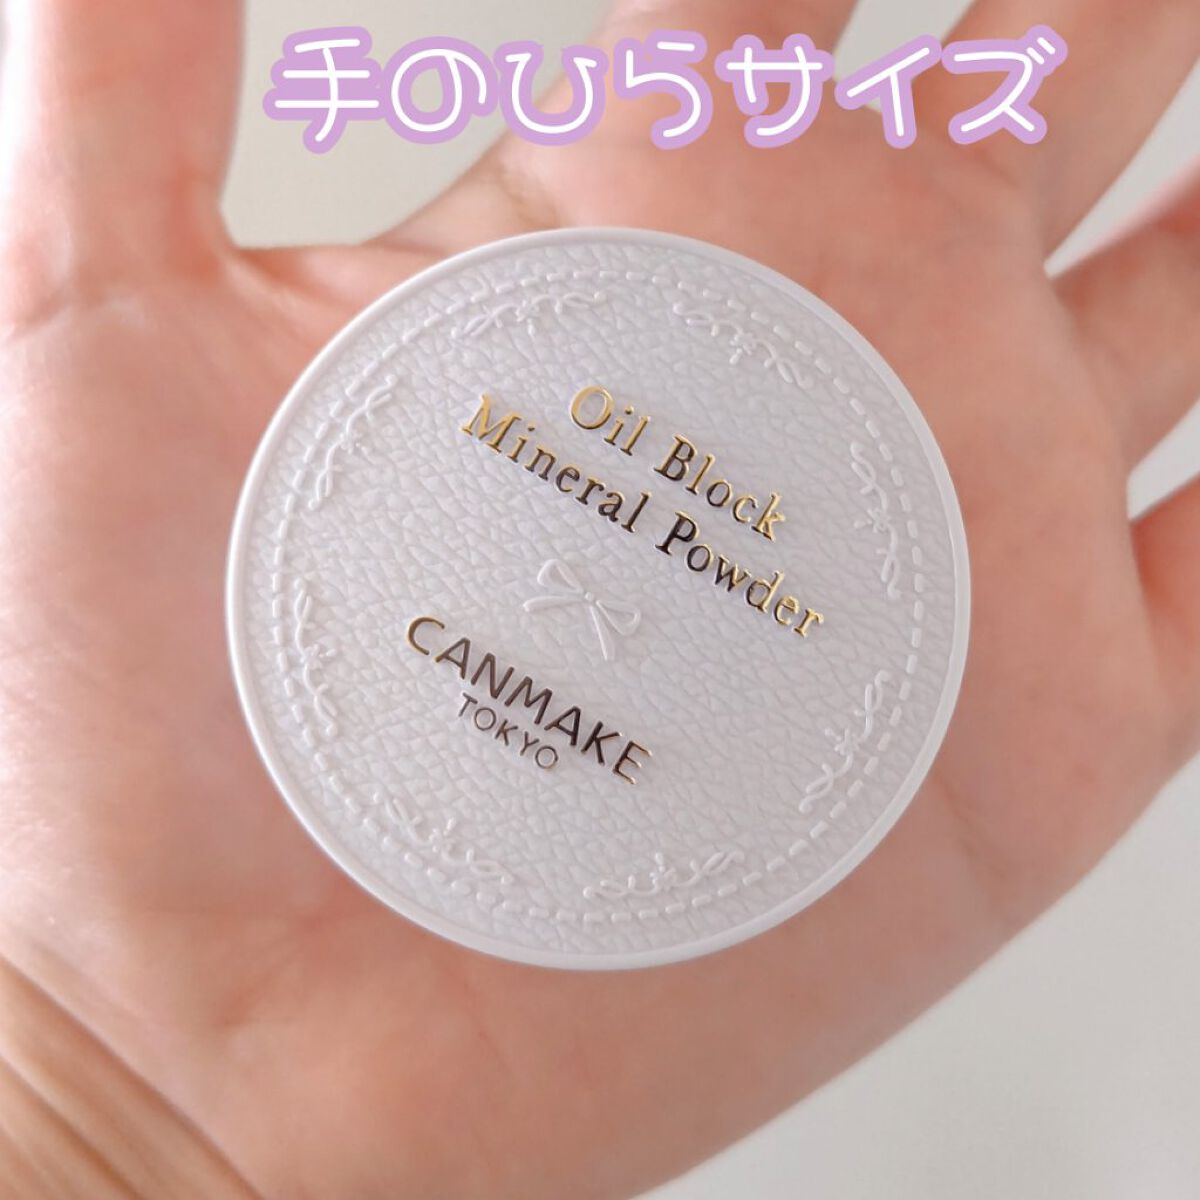 手のひらサイズ
Oil Block
Mineral Powder
CANMAKE
TOKYO